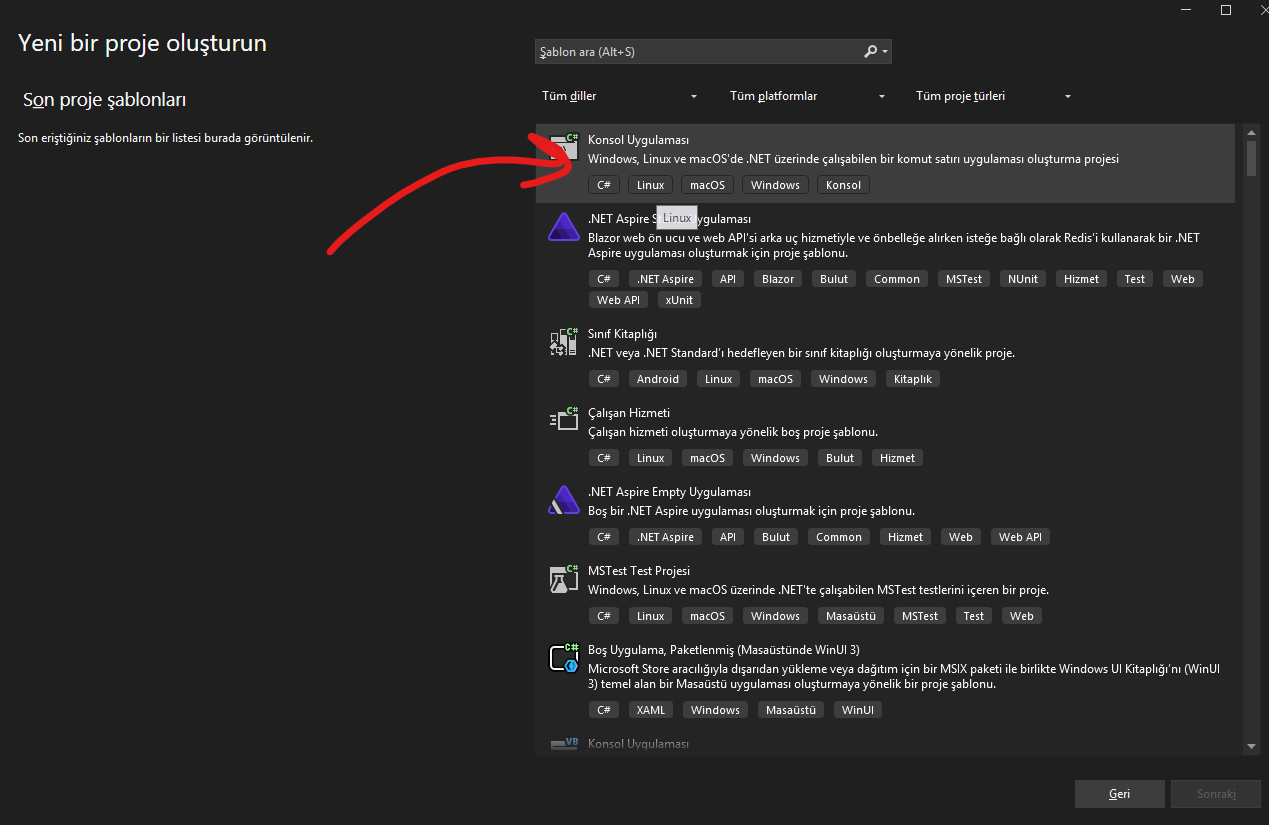 Yeni bir proje oluşturun
Şablon ara (Alt+S)
Son proje şablonları
Tüm diller
Tüm platformlar
Tüm proje türleri
Son eriştiğiniz şablonların bir listesi burada görüntülenir.
C#
Konsol Uygulaması
Windows, Linux ve macOS'de .NET üzerinde çalışabilen bir komut satırı uygulaması oluşturma projesi
C# Linux macOS Windows Konsol
.NET Aspire
Linux
Blazor web ön ucu ve web API'si arka uç hizmetiyle ve önbelleğe alırken isteğe bağlı olarak Redis'i kullanarak bir .NET
Aspire uygulaması oluşturmak için proje şablonu.
C# .NET Aspire API Blazor Bulut Common MSTest NUnit Hizmet Test Web
Web API xUnit
C#
Sınıf Kitaplığı
.NET veya .NET Standard'ı hedefleyen bir sınıf kitaplığı oluşturmaya yönelik proje.
C# Android Linux macOS Windows Kitaplık
C#
Çalışan Hizmeti
Çalışan hizmeti oluşturmaya yönelik boş proje şablonu.
C# Linux macOS Windows Bulut Hizmet
.NET Aspire Empty Uygulaması
Boş bir .NET Aspire uygulaması oluşturmak için proje şablonu.
C# .NET Aspire API Bulut Common Hizmet Web Web API
C#
MSTest Test Projesi
Windows, Linux ve macOS üzerinde .NET'te çalışabilen MSTest testlerini içeren bir proje.
C# Linux macOS Windows Masaüstü MSTest Test Web
C#
Boş Uygulama, Paketlenmiş (Masaüstünde WinUI 3)
Microsoft Store aracılığıyla dışarıdan yükleme veya dağıtım için bir MSIX paketi ile birlikte Windows UI Kitaplığı'nı (WinUI
3) temel alan bir Masaüstü uygulaması oluşturmaya yönelik bir proje şablonu.
C# XAML Windows Masaüstü WinUI
VB
Konsol Uygulaması
Geri
Sonraki